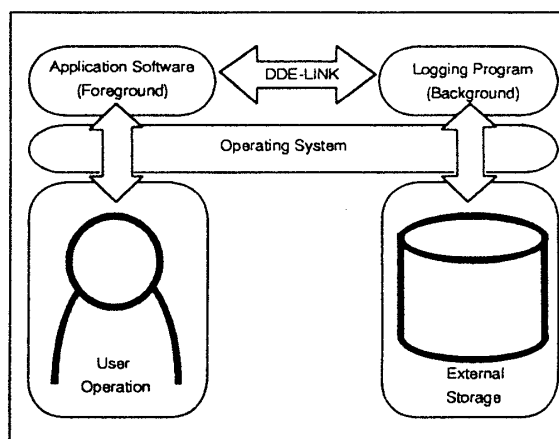 Application Software
(Foreground)
DDE-LINK
Logging Program
(Background)
Operating System
User
Operation
External
Storage